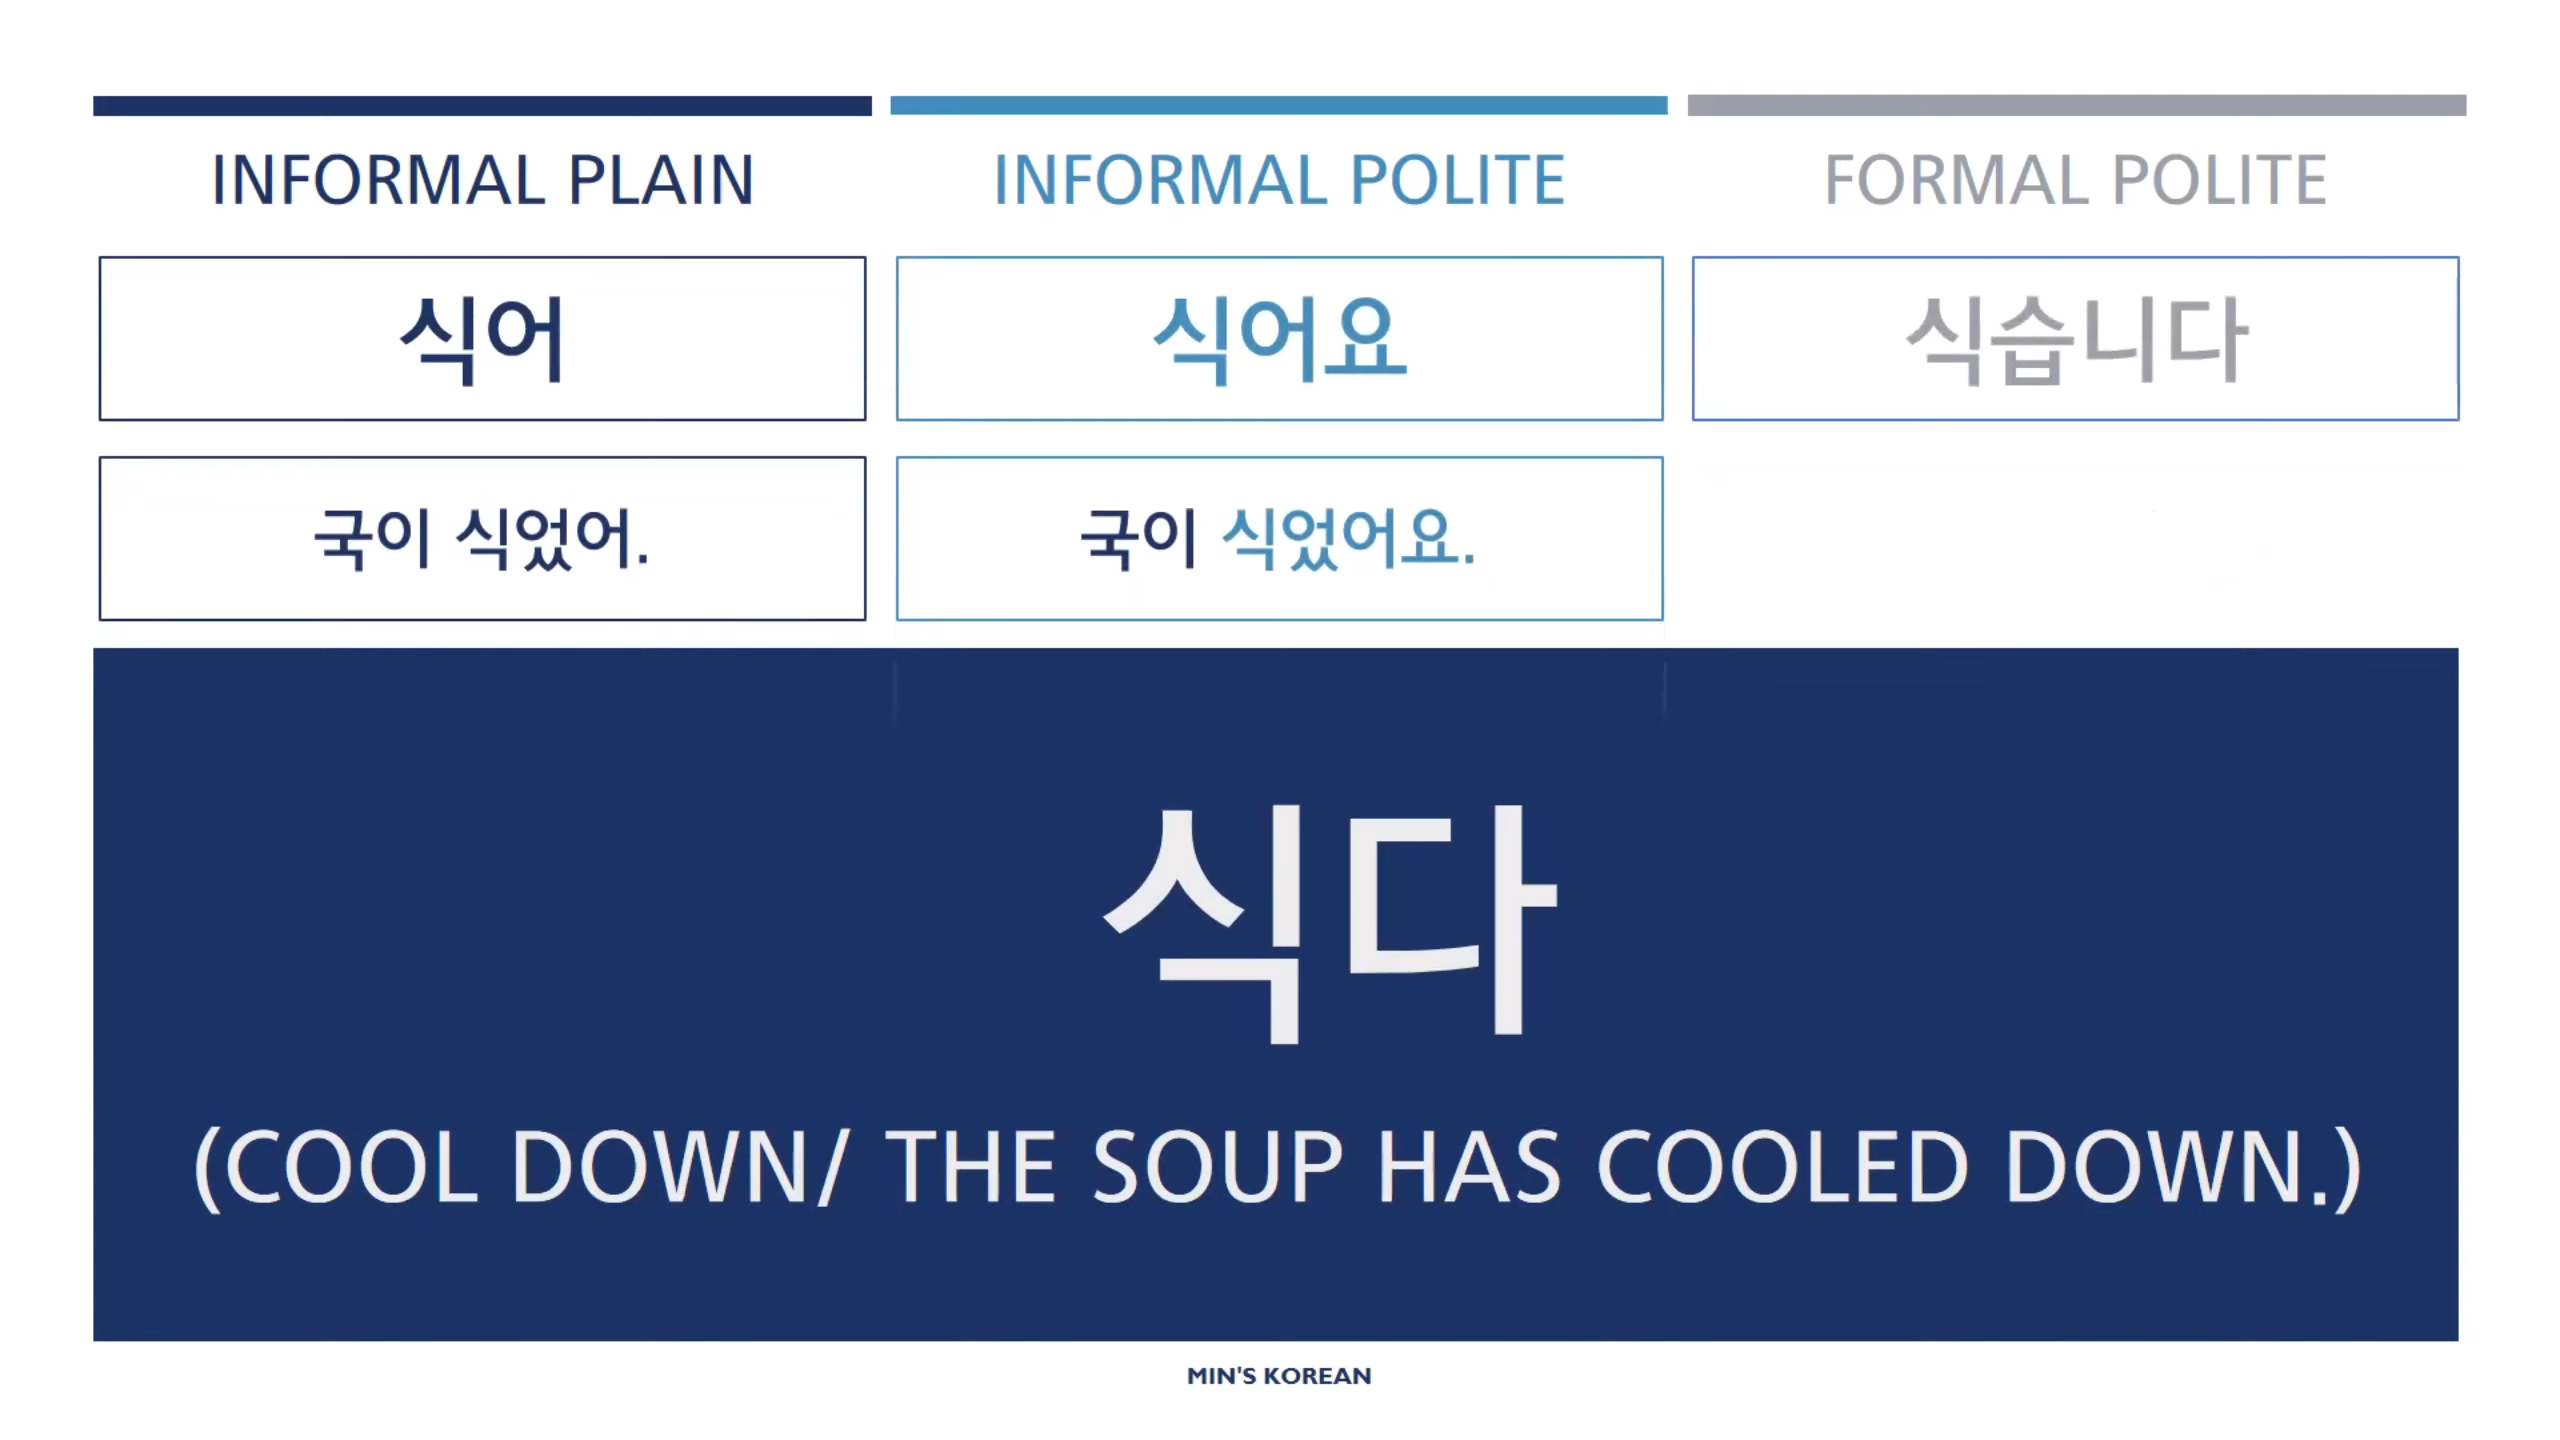 INFORMAL PLAIN
INFORMAL POLITE
FORMAL POLITE
식어
식어요
식습니다
국이 식었어.
국이 식었어요.
식다
(COOL DOWN/ THE SOUP HAS COOLED DOWN.)
MIN'S KOREAN